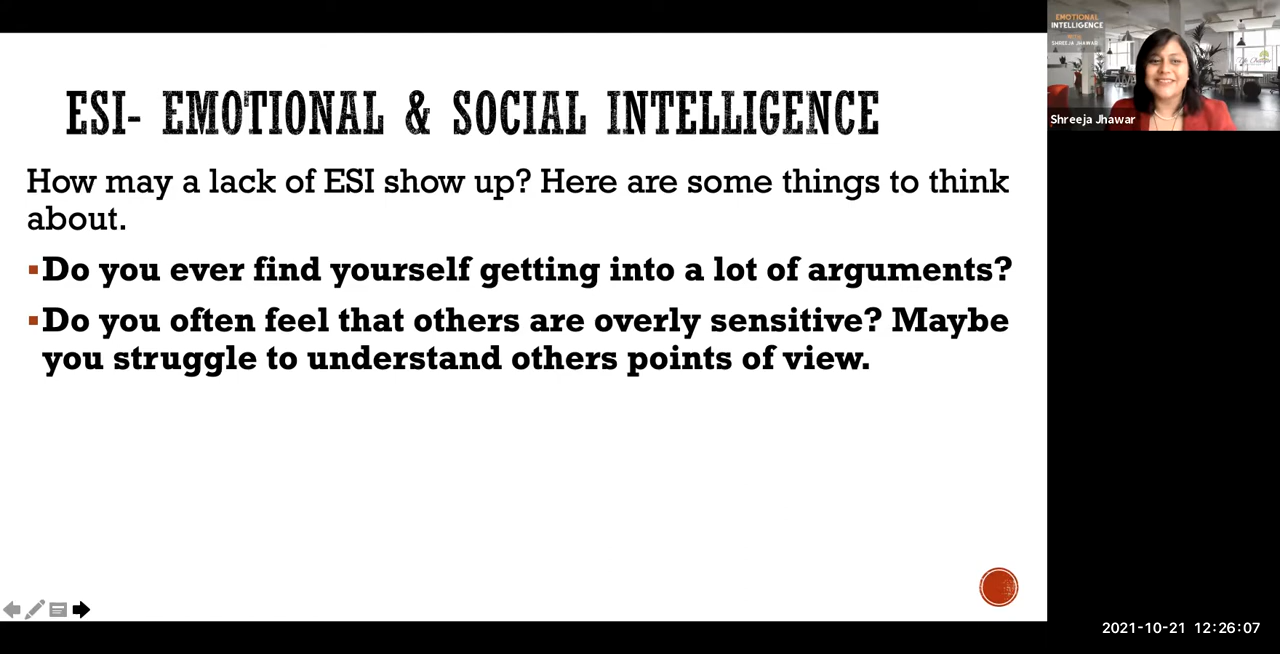 ESI- EMOTIONAL & SOCIAL INTELLIGENCE
How may a lack of ESI show up? Here are some things to think
about.
▪Do you ever find yourself getting into a lot of arguments?
▪Do you often feel that others are overly sensitive? Maybe
you struggle to understand others points of view.
EMOTIONAL
INTELLIGENCE
SHREEJA JHAWAR
Shreeja Jhawar
2021-10-21 12:26:07